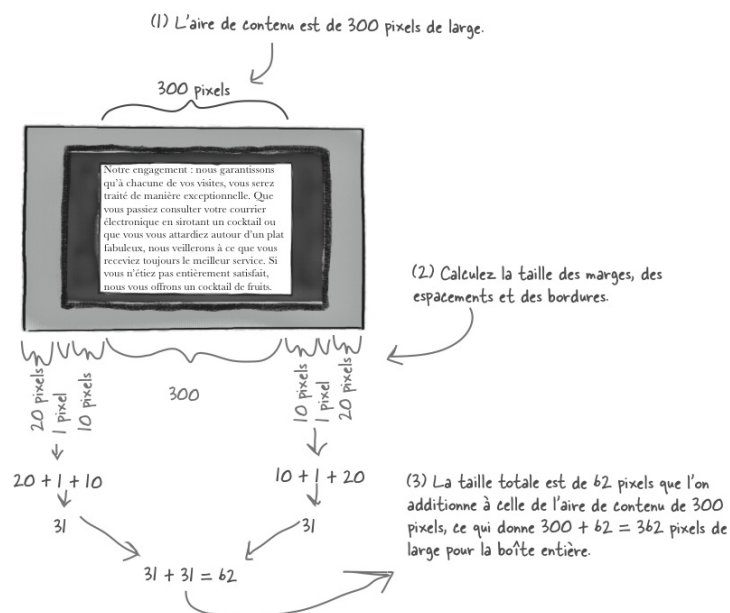 (1) L'aire de contenu est de 300 pixels de large.
300 pixels
Notre engagement : nous garantissons
qu'à chacune de vos visites, vous serez
traité de manière exceptionnelle. Que
vous passiez consulter votre courrier
électronique en sirotant un cocktail ou
que vous vous attardiez autour d'un plat
fabuleux, nous veillerons à ce que vous
receviez toujours le meilleur service. Si
vous n'étiez pas entièrement satisfait,
nous vous offrons un cocktail de fruits.
(2) Calculez la taille des marges, des
espacements et des bordures.
20 pixels
1 pixel
10 pixels
300
10 pixels
1 pixel
20 pixels
20 + 1 + 10
10 + 1 + 20
31
31
31 + 31 = 62
(3) La taille totale est de 62 pixels que l'on
additionne à celle de l'aire de contenu de 300
pixels, ce qui donne 300 + 62 = 362 pixels de
large pour la boîte entière.